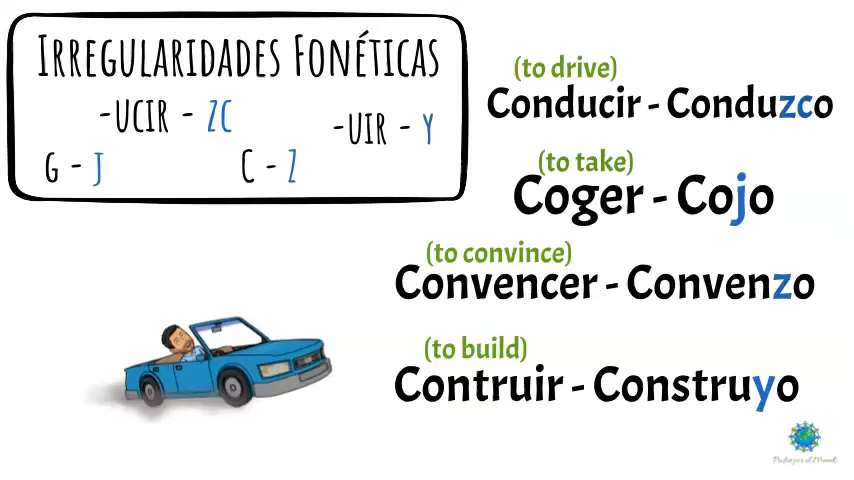 Irregularidades Fonéticas
-ucir - zc
-uir - y
g - j
c - z
(to drive)
Conducir - Conduzco
(to take)
Coger - Cojo
(to convince)
Convencer - Convenzo
(to build)
Contruir - Construyo